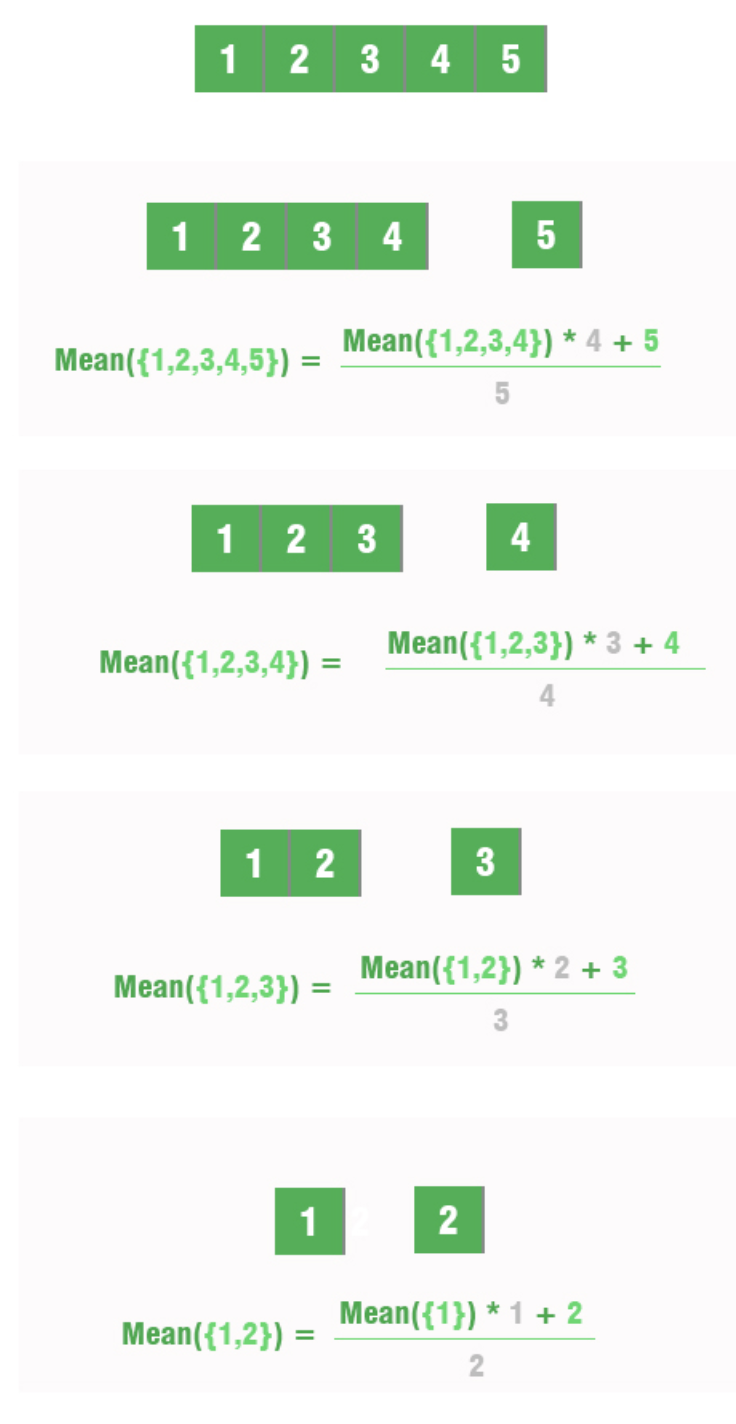 1 2 3 4 5
1 2 3 4 5
Mean({1,2,3,4}) * 4 + 5
Mean({1,2,3,4,5}) =
5
1 2 3 4
Mean({1,2,3}) * 3 + 4
Mean({1,2,3,4}) =
4
1 2 3
Mean({1,2}) * 2 + 3
Mean({1,2,3}) =
3
1 2 2
Mean({1}) * 1 + 2
Mean({1,2}) =
2